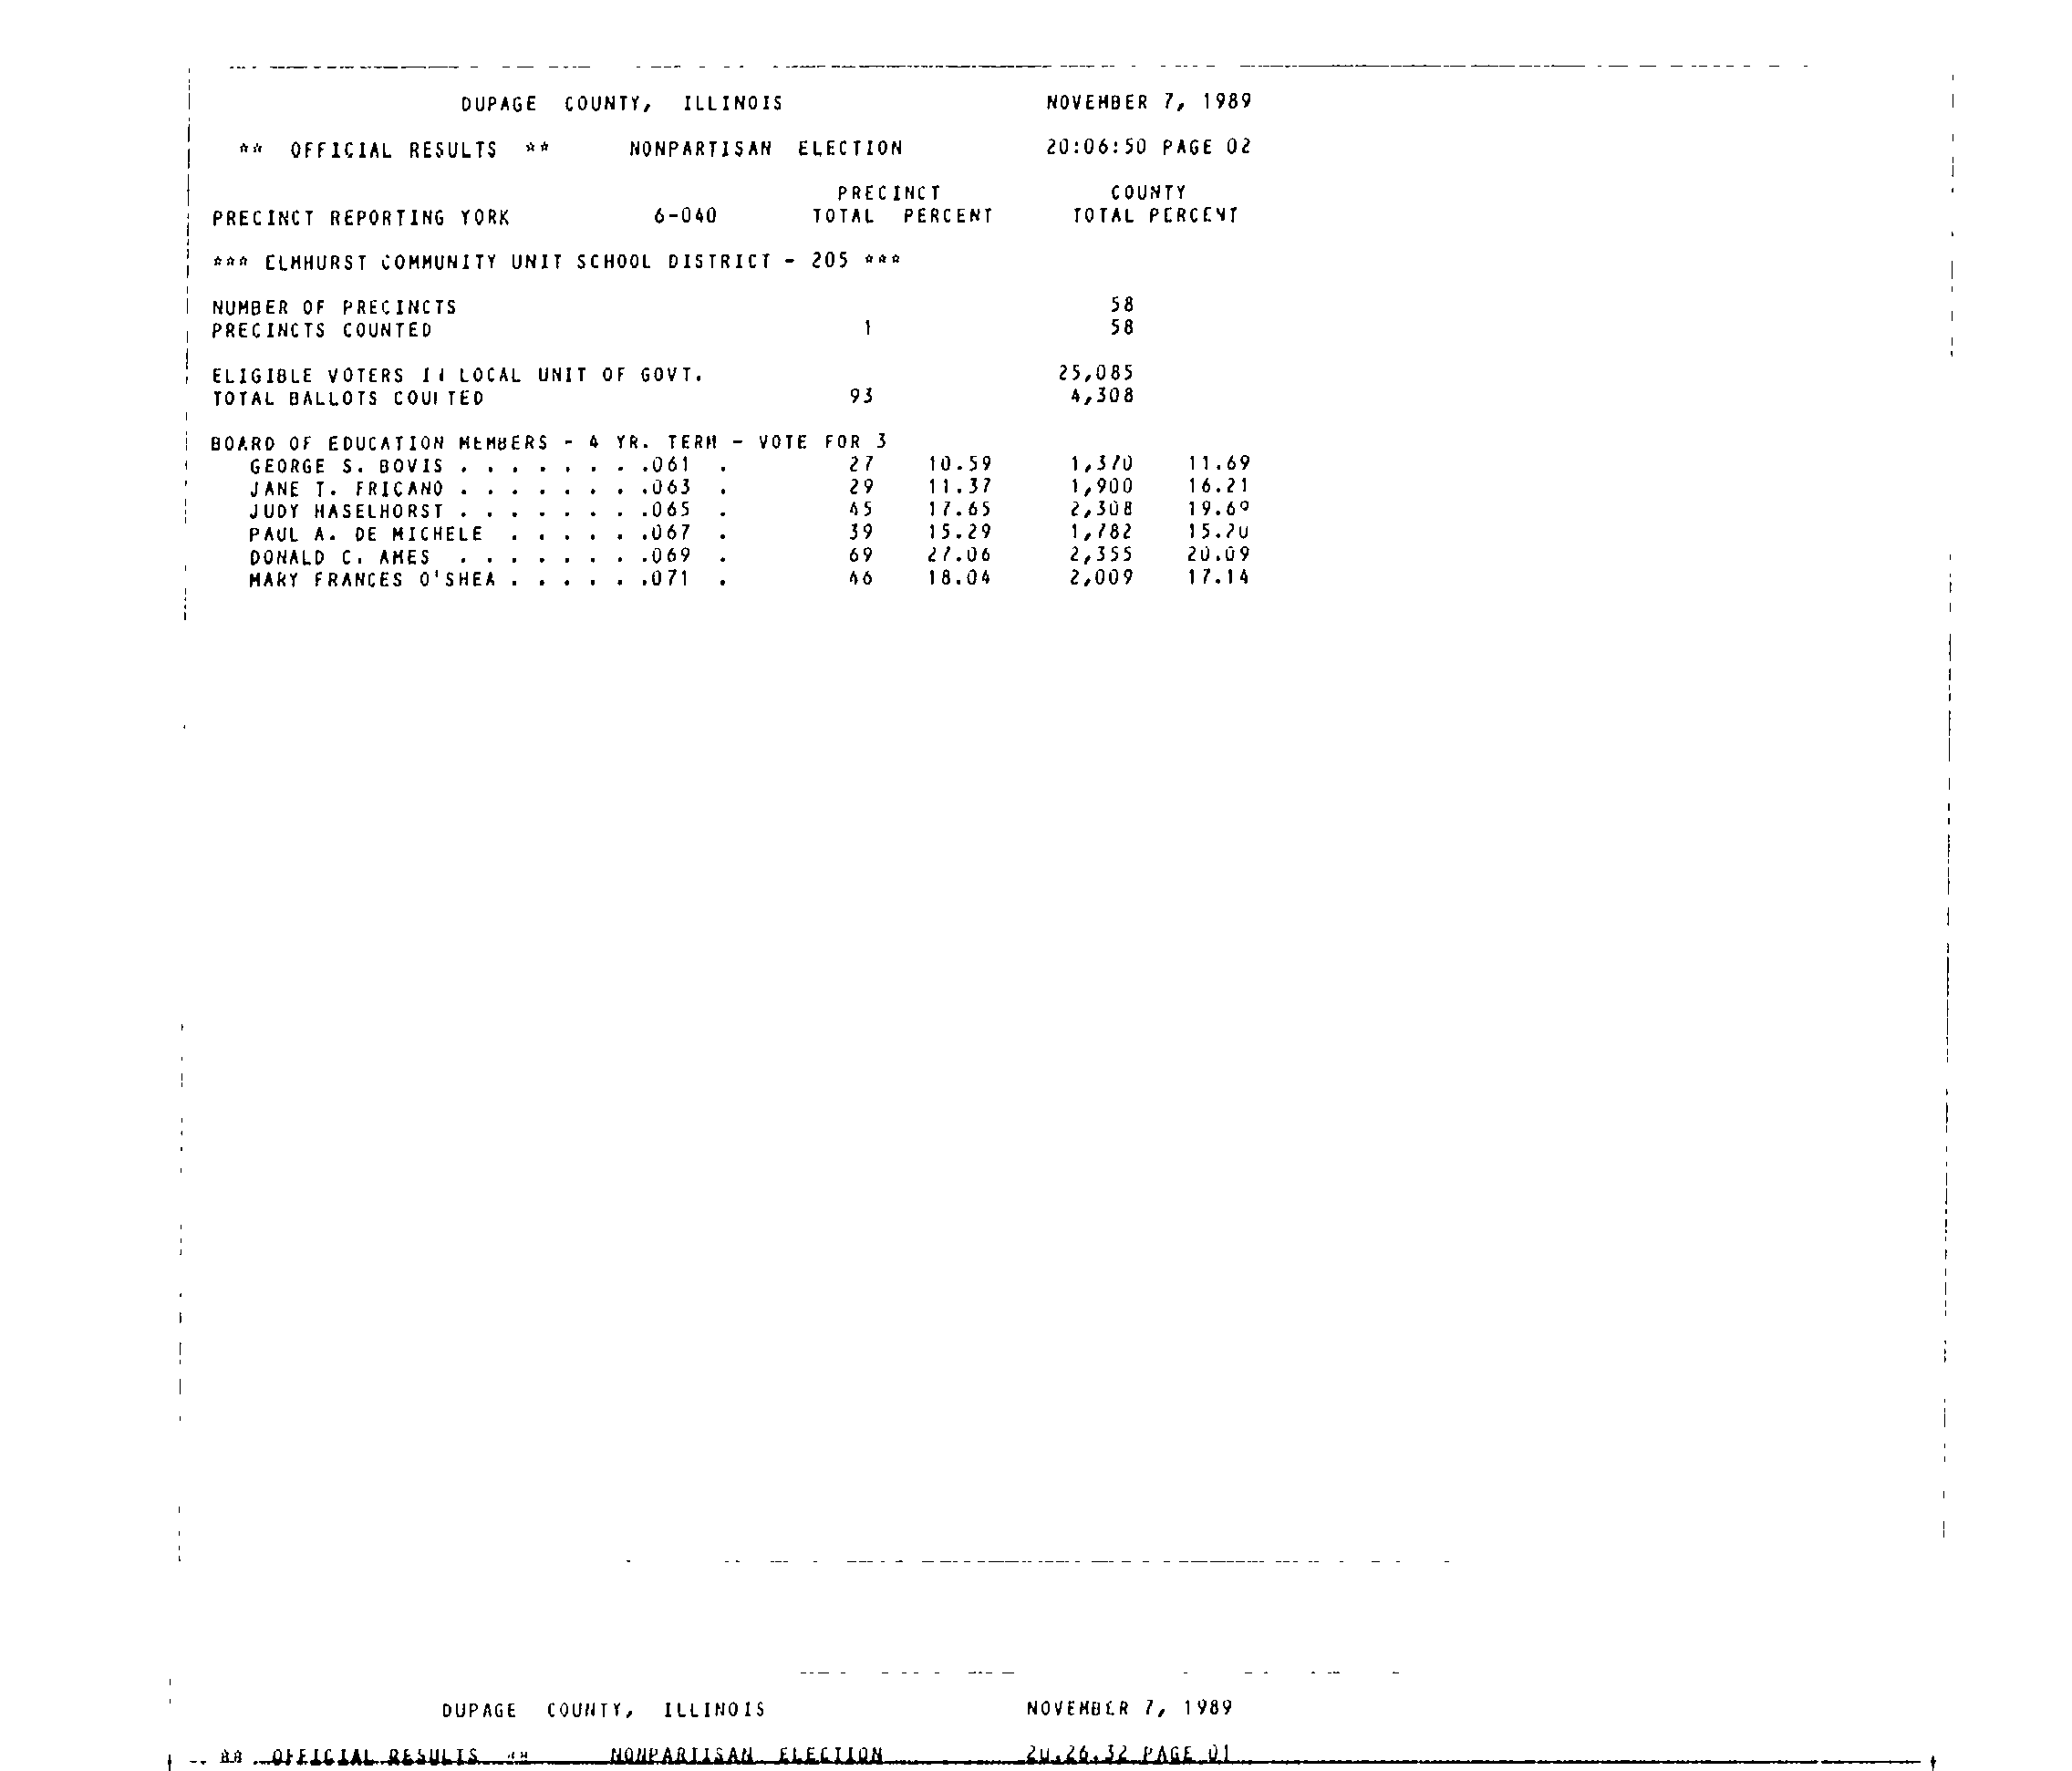 DUPAGE COUNTY, ILLINOIS NOVEMBER 7, 1989
** OFFICIAL RESULTS ** NONPARTISAN ELECTION 20:06:50 PAGE 02
PRECINCT COUNTY
PRECINCT REPORTING YORK 6-040 TOTAL PERCENT TOTAL PERCENT
*** ELMHURST COMMUNITY UNIT SCHOOL DISTRICT - 205 ***
NUMBER OF PRECINCTS 58
PRECINCTS COUNTED 1 58
ELIGIBLE VOTERS IN LOCAL UNIT OF GOVT. 25,085
TOTAL BALLOTS COUNTED 93 4,308
BOARD OF EDUCATION MEMBERS - 4 YR. TERM - VOTE FOR 3
GEORGE S. BOVIS . . . . . . . .061 . 27 10.59 1,370 11.69
JANE T. FRICANO . . . . . . . .063 . 29 11.37 1,900 16.21
JUDY HASELHORST . . . . . . . .065 . 45 17.65 2,308 19.69
PAUL A. DE MICHELE . . . . . .067 . 39 15.29 1,782 15.20
DONALD C. AMES . . . . . . . .069 . 69 27.06 2,355 20.09
MARY FRANCES O'SHEA . . . . . .071 . 46 18.04 2,009 17.14
DUPAGE COUNTY, ILLINOIS NOVEMBER 7, 1989
** OFFICIAL RESULTS ** NONPARTISAN ELECTION 20:26:32 PAGE 01